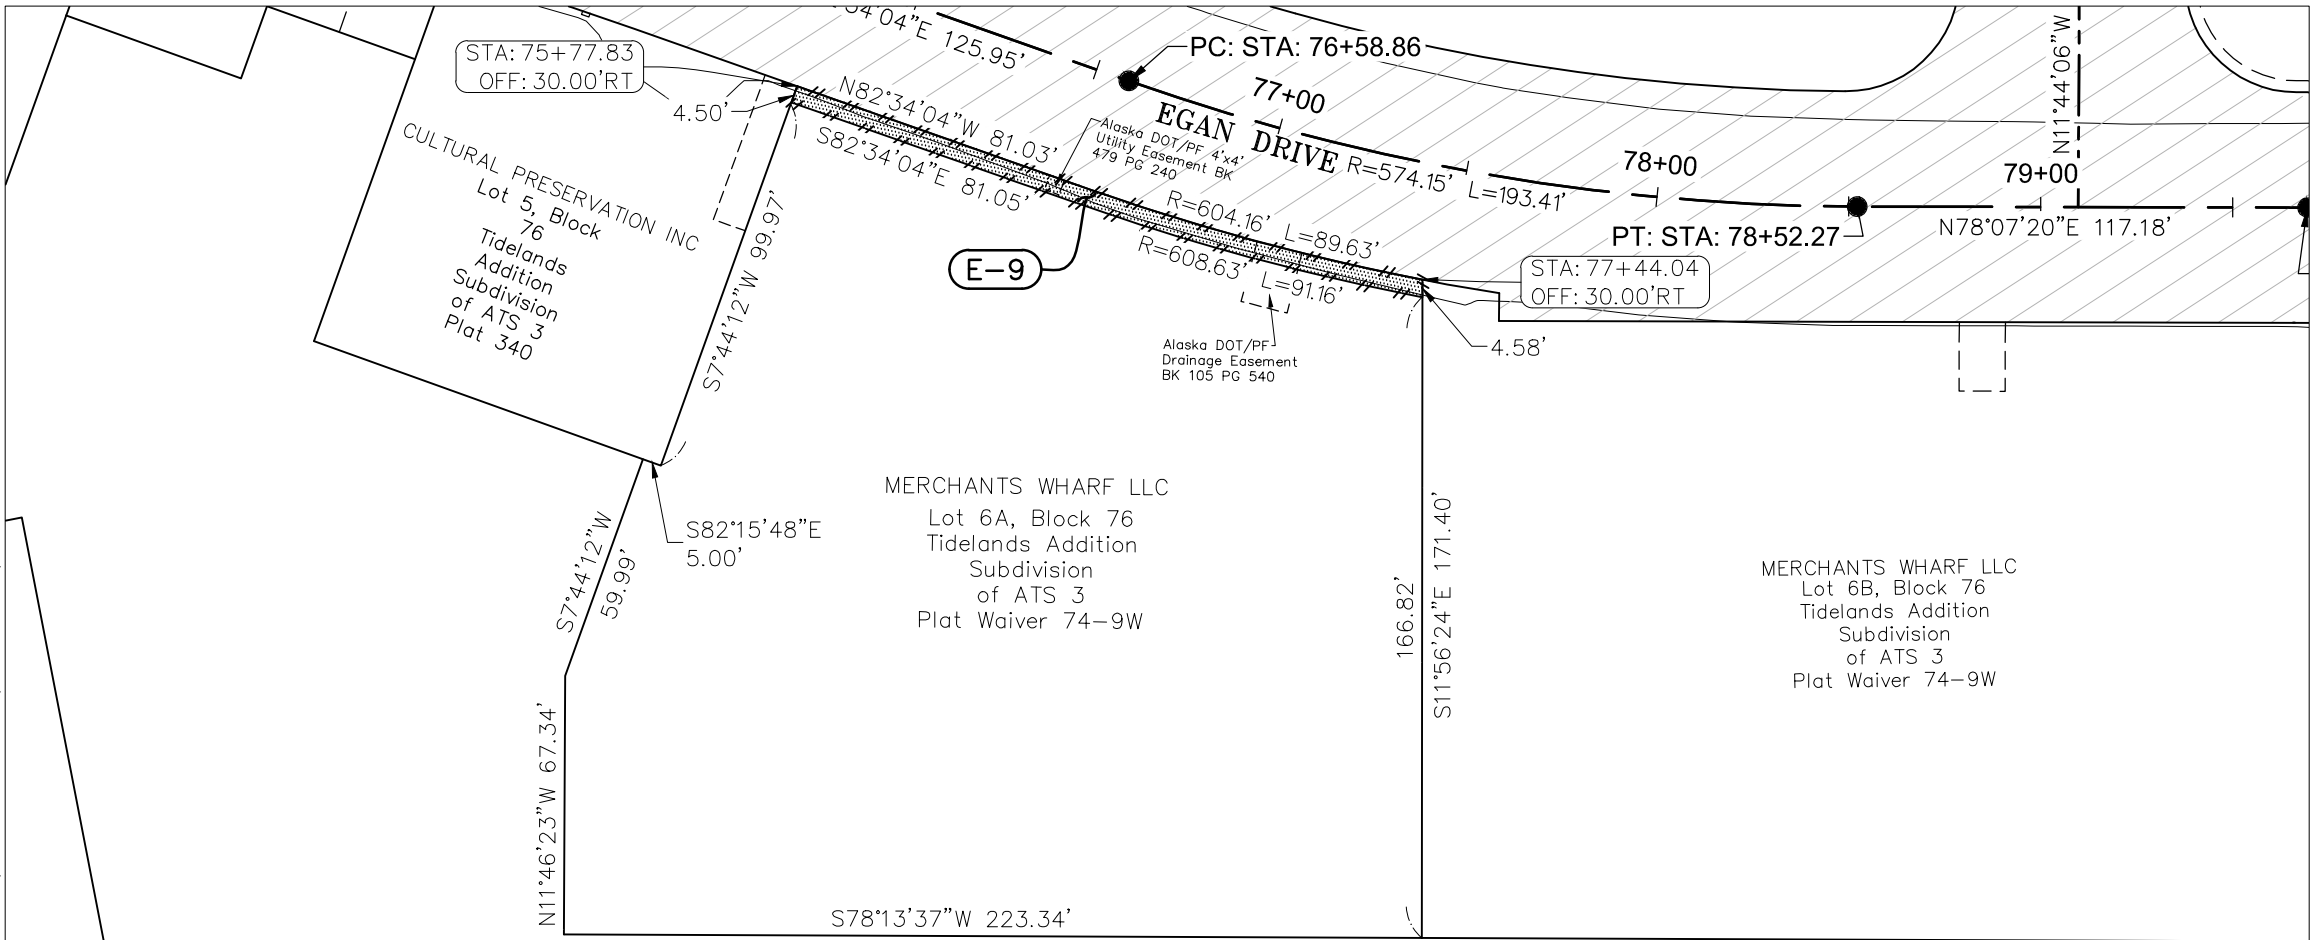 34'04"E 125.95'
STA: 75+77.83
OFF: 30.00'RT
4.50'
PC: STA: 76+58.86
77+00
EGAN DRIVE
R=574.15' L=193.41'
78+00
79+00
N11°44'06"W
PT: STA: 78+52.27
N78°07'20"E 117.18'
N82°34'04"W 81.03'
S82°34'04"E 81.05'
Alaska DOT/PF 4'x4'
Utility Easement BK
479 PG 240
R=604.16' L=89.63'
R=608.63' L=91.16'
E-9
STA: 77+44.04
OFF: 30.00'RT
4.58'
Alaska DOT/PF
Drainage Easement
BK 105 PG 540
CULTURAL PRESERVATION INC
Lot 5, Block
76
Tidelands
Addition
Subdivision
of ATS 3
Plat 340
S7°44'12"W 99.97'
S82°15'48"E
5.00'
S7°44'12"W
59.99'
N11°46'23"W 67.34'
S78°13'37"W 223.34'
MERCHANTS WHARF LLC
Lot 6A, Block 76
Tidelands Addition
Subdivision
of ATS 3
Plat Waiver 74-9W
166.82'
S11°56'24"E 171.40'
MERCHANTS WHARF LLC
Lot 6B, Block 76
Tidelands Addition
Subdivision
of ATS 3
Plat Waiver 74-9W